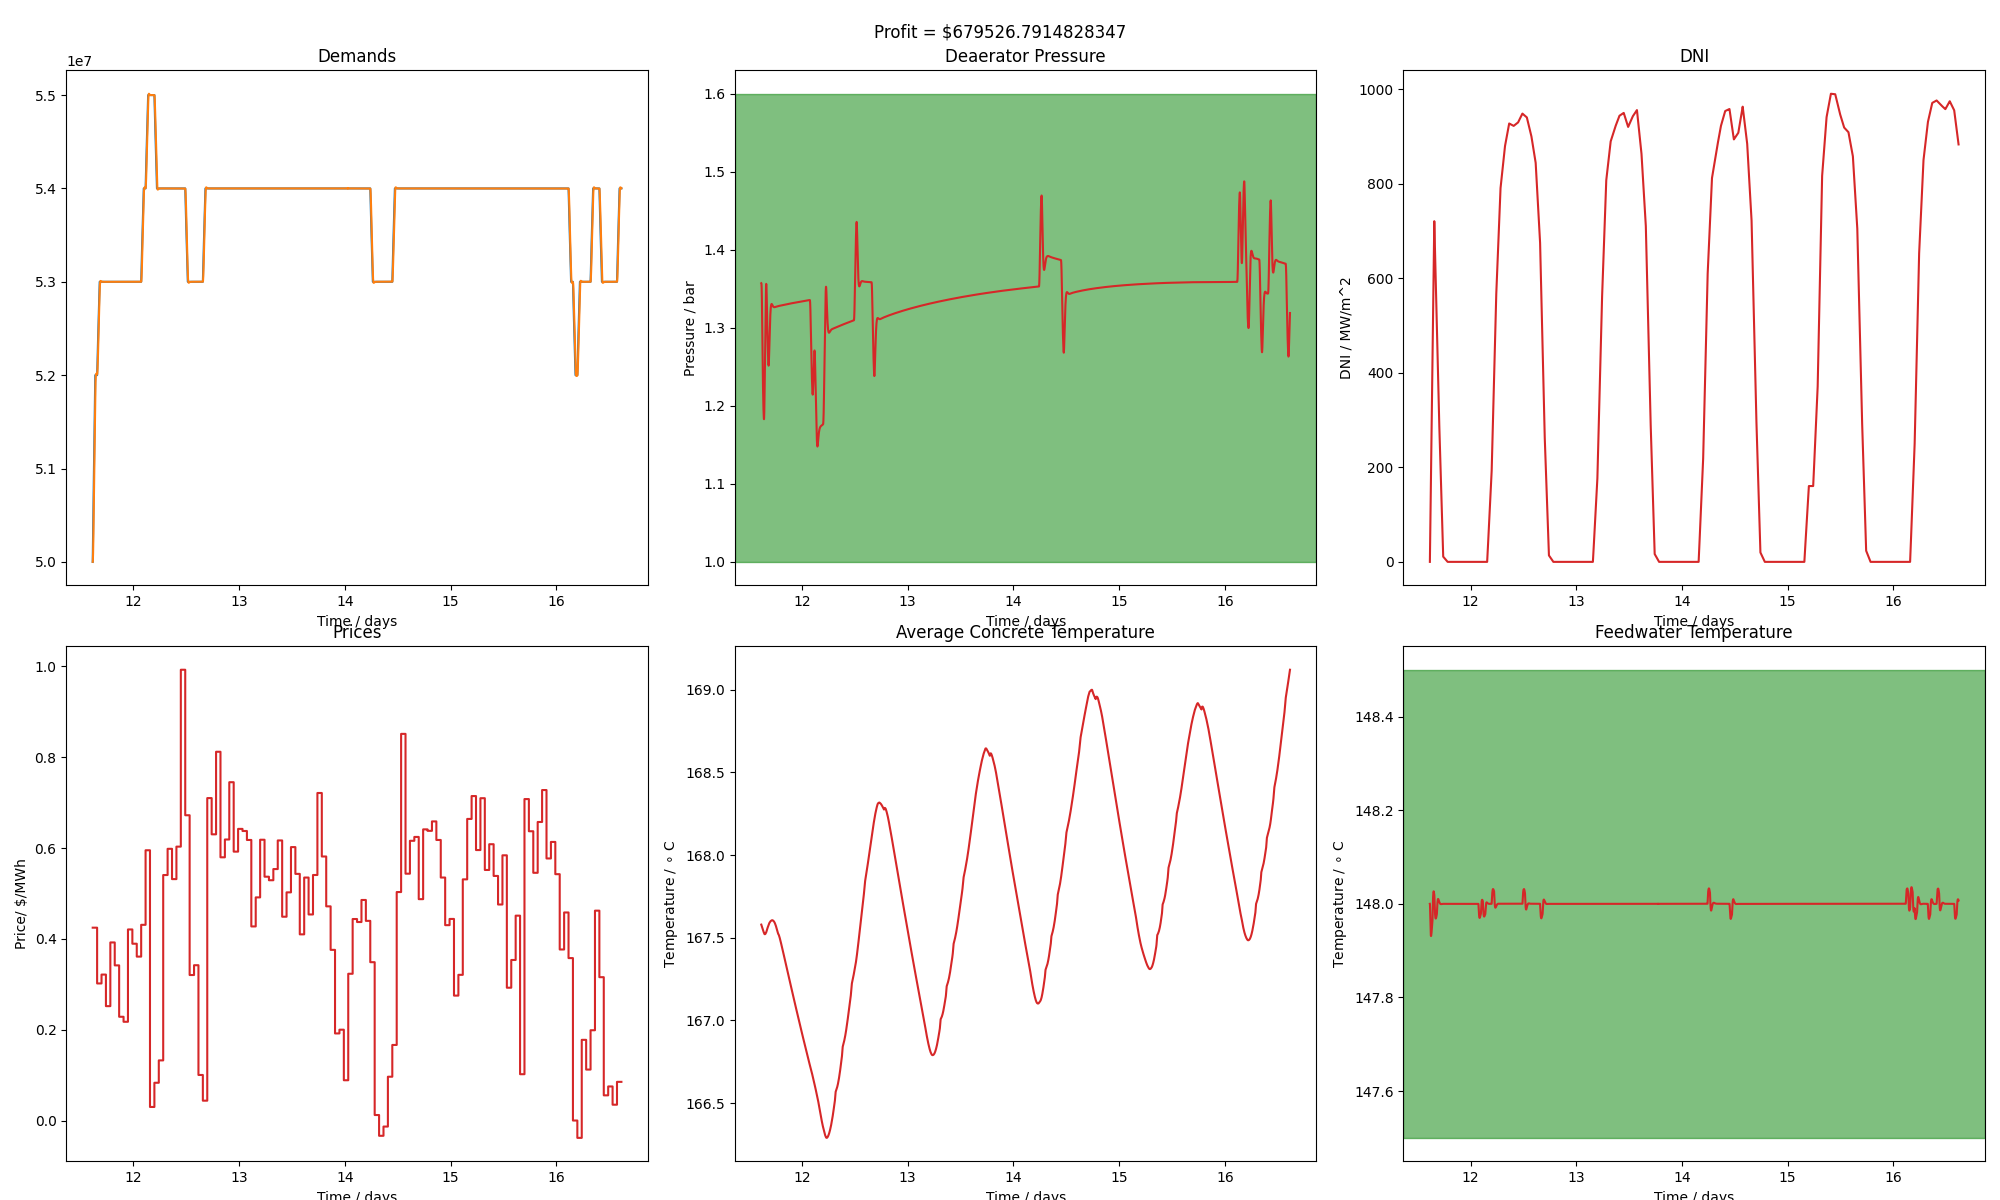 Profit = $679526.7914828347
Demands
1e7
5.5
5.4
5.3
5.2
5.1
5.0
12 13 14 15 16
Time / days
Deaerator Pressure
Pressure / bar
1.6
1.5
1.4
1.3
1.2
1.1
1.0
12 13 14 15 16
Time / days
DNI
DNI / MW/m^2
1000
800
600
400
200
0
12 13 14 15 16
Time / days
Prices
Price/ $/MWh
1.0
0.8
0.6
0.4
0.2
0.0
12 13 14 15 16
Time / days
Average Concrete Temperature
Temperature / ∘ C
169.0
168.5
168.0
167.5
167.0
166.5
12 13 14 15 16
Time / days
Feedwater Temperature
Temperature / ∘ C
148.4
148.2
148.0
147.8
147.6
12 13 14 15 16
Time / days